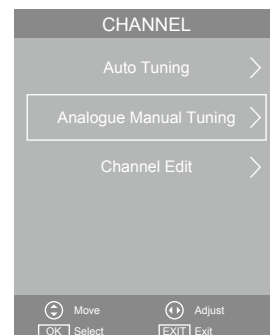 CHANNEL
Auto Tuning
Analogue Manual Tuning
Channel Edit
Move Adjust
OK Select EXIT Exit